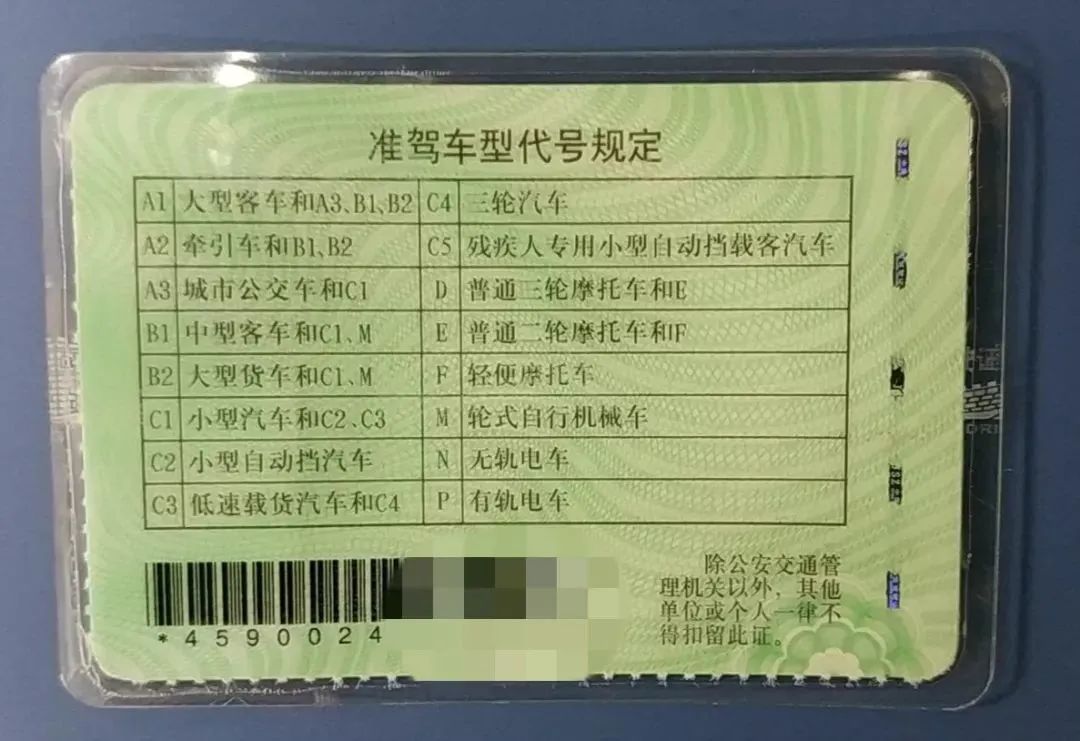 准驾车型代号规定
A1 大型客车和A3、B1、B2 C4 三轮汽车
A2 牵引车和B1、B2 C5 残疾人专用小型自动挡载客汽车
A3 城市公交车和C1 D 普通三轮摩托车和E
B1 中型客车和C1、M E 普通二轮摩托车和F
B2 大型货车和C1、M F 轻便摩托车
C1 小型汽车和C2、C3 M 轮式自行机械车
C2 小型自动挡汽车 N 无轨电车
C3 低速载货汽车和C4 P 有轨电车
除公安交通管
理机关以外，其他
单位或个人一律不
得扣留此证。
*4590024